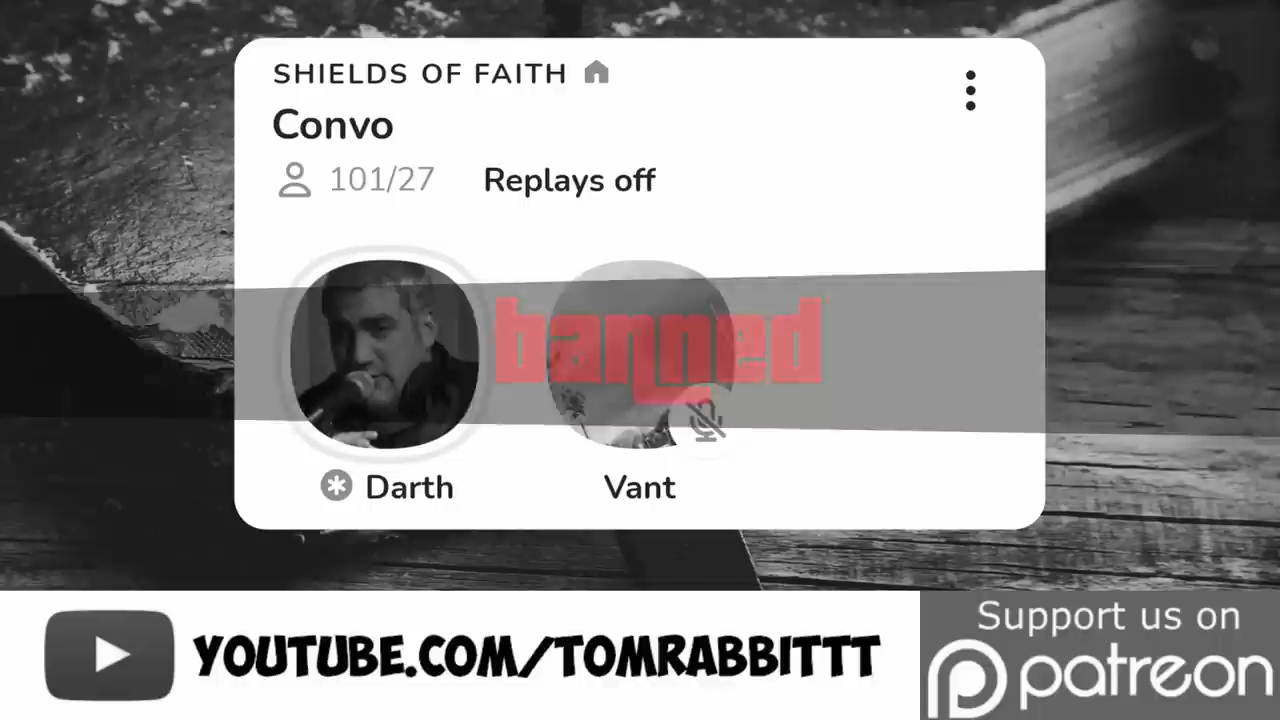 SHIELDS OF FAITH
Convo
101/27 Replays off
banned
Darth Vant
YOUTUBE.COM/TOMRABBITTT
Support us on
patreon